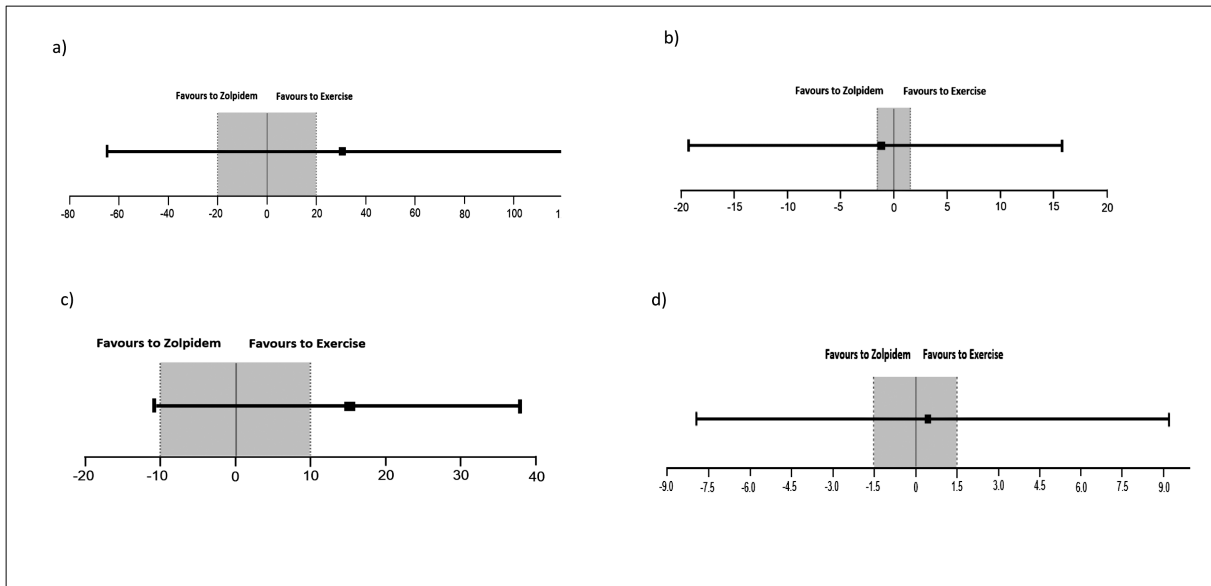 a)
Favours to Zolpidem Favours to Exercise
-80 -60 -40 -20 0 20 40 60 80 100 1
b)
Favours to Zolpidem Favours to Exercise
-20 -15 -10 -5 0 5 10 15 20
c)
Favours to Zolpidem Favours to Exercise
-20 -10 0 10 20 30 40
d)
Favours to Zolpidem Favours to Exercise
-9.0 -7.5 -6.0 -4.5 -3.0 -1.5 0 1.5 3.0 4.5 6.0 7.5 9.0